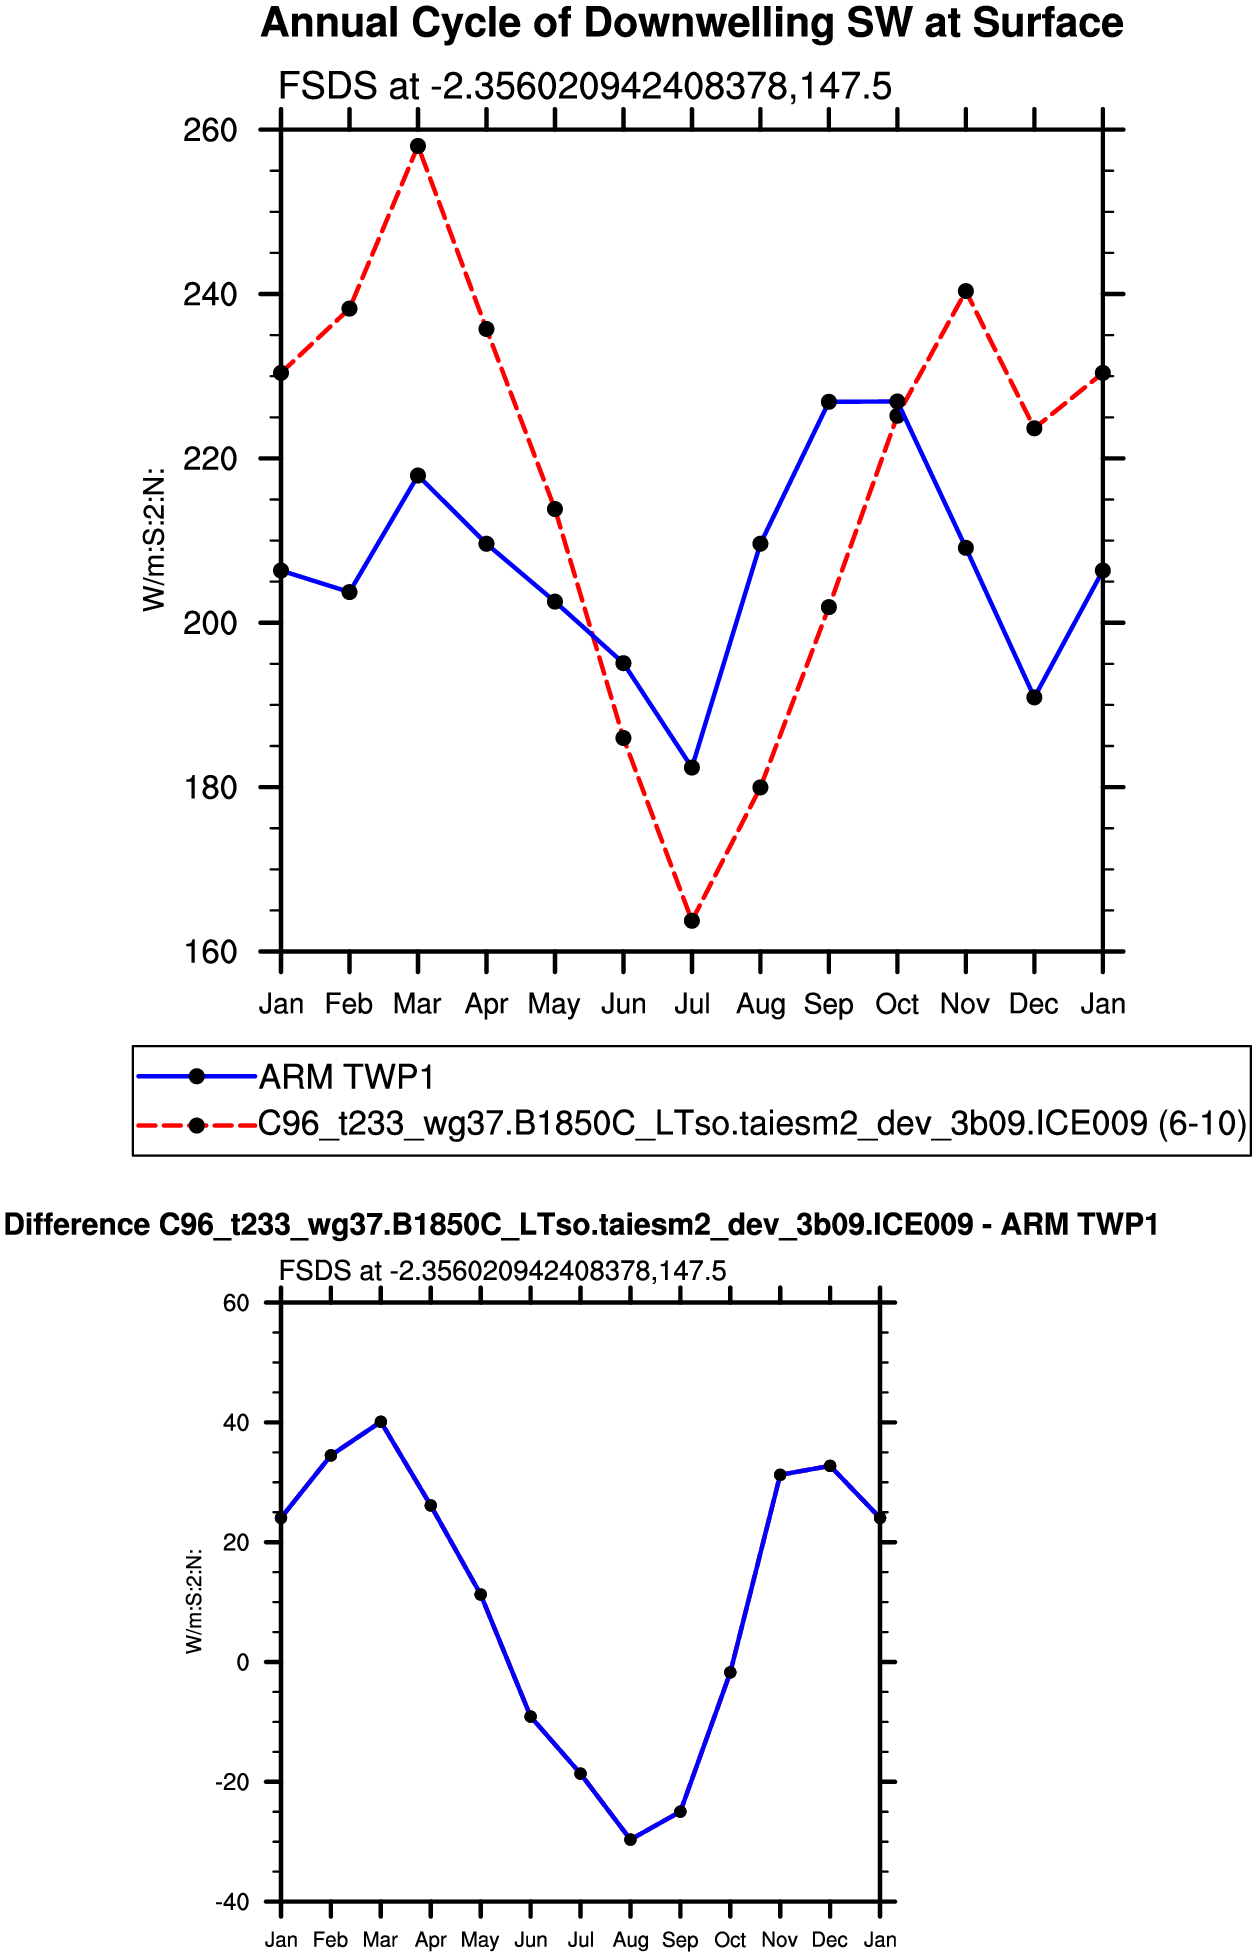 Annual Cycle of Downwelling SW at Surface
FSDS at -2.356020942408378,147.5
260
240
220
200
180
160
W/m:S:2:N:
Jan Feb Mar Apr May Jun Jul Aug Sep Oct Nov Dec Jan
ARM TWP1
C96_t233_wg37.B1850C_LTso.taiesm2_dev_3b09.ICE009 (6-10)
Difference C96_t233_wg37.B1850C_LTso.taiesm2_dev_3b09.ICE009 - ARM TWP1
FSDS at -2.356020942408378,147.5
60
40
20
0
-20
-40
W/m:S:2:N:
Jan Feb Mar Apr May Jun Jul Aug Sep Oct Nov Dec Jan